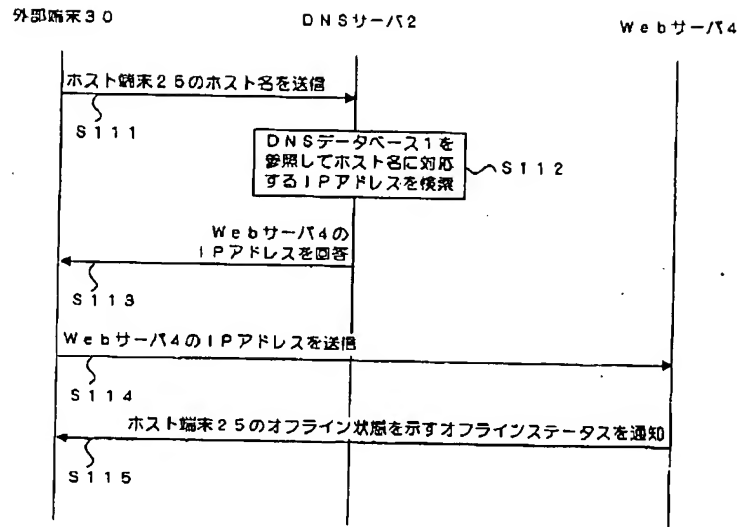 外部端末30
DNSサーバ2
Webサーバ4
ホスト端末25のホスト名を送信
S111
DNSデータベース1を
参照してホスト名に対応
するIPアドレスを検索
S112
Webサーバ4の
IPアドレスを回答
S113
Webサーバ4のIPアドレスを送信
S114
ホスト端末25のオフライン状態を示すオフラインステータスを通知
S115